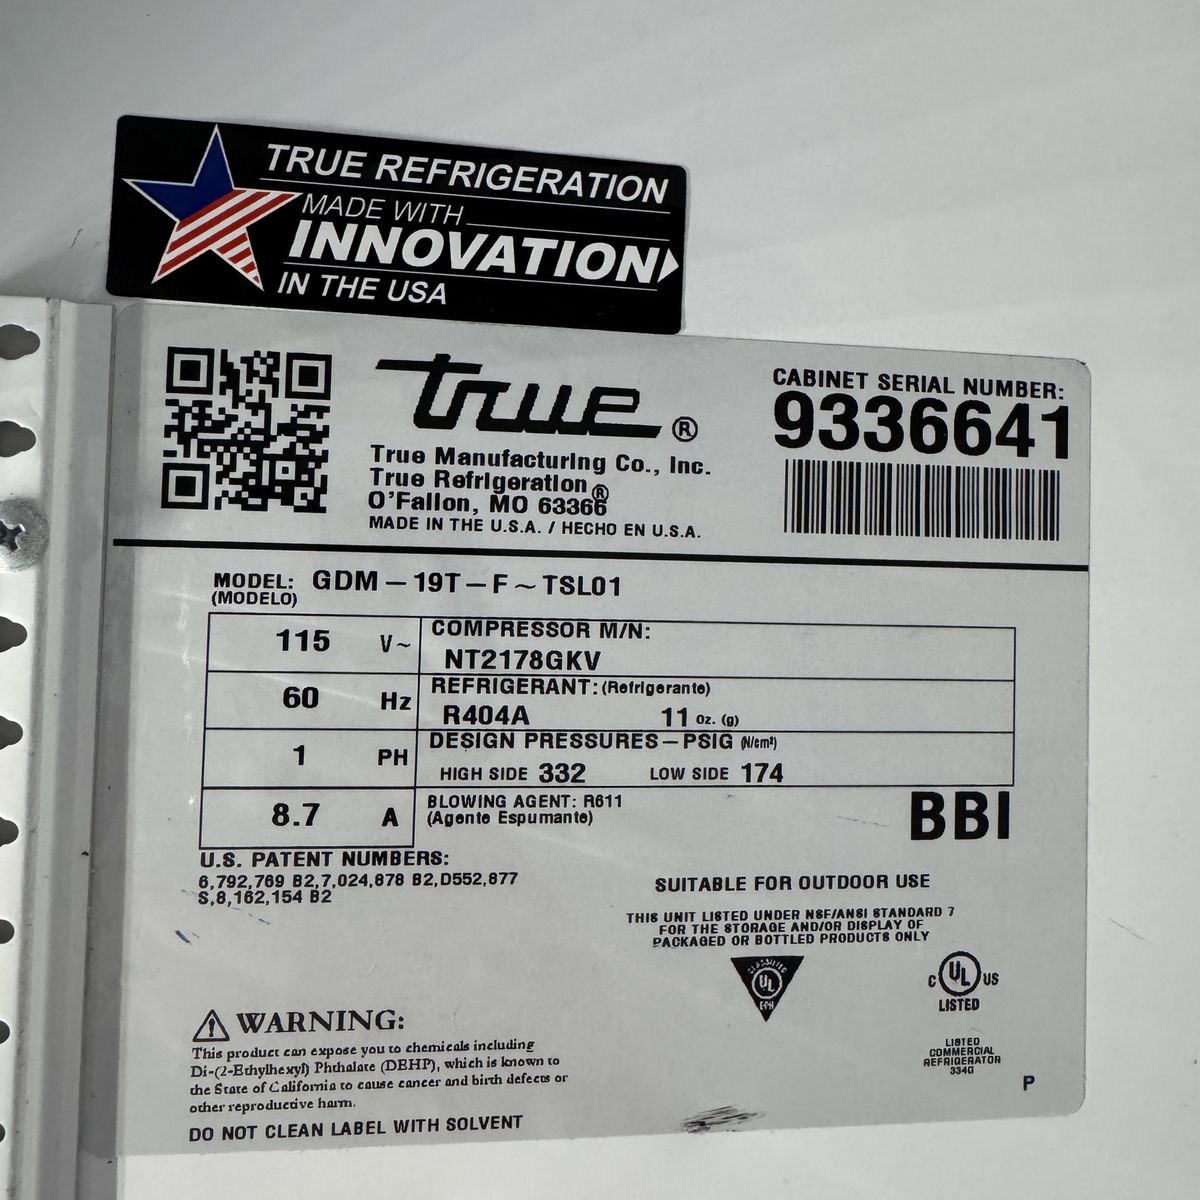 TRUE REFRIGERATION
MADE WITH
INNOVATION
IN THE USA
true®
True Manufacturing Co., Inc.
True Refrigeration®
O'Fallon, MO 63366
MADE IN THE U.S.A. / HECHO EN U.S.A.
CABINET SERIAL NUMBER:
9336641
MODEL: GDM-19T-F~TSL01
(MODELO)
115 V~
60 Hz
1 PH
8.7 A
COMPRESSOR M/N:
NT2178GKV
REFRIGERANT: (Refrigerante)
R404A 11 oz. (g)
DESIGN PRESSURES-PSIG (N/cm²)
HIGH SIDE 332 LOW SIDE 174
BLOWING AGENT: R611
(Agente Espumante)
BBI
U.S. PATENT NUMBERS:
6,792,769 B2,7,024,878 B2,D552,877
S,8,162,154 B2
SUITABLE FOR OUTDOOR USE
THIS UNIT LISTED UNDER NSF/ANSI STANDARD 7
FOR THE STORAGE AND/OR DISPLAY OF
PACKAGED OR BOTTLED PRODUCTS ONLY
CLASSIFIED
UL
EPH
C UL US
LISTED
LISTED
COMMERCIAL
REFRIGERATOR
334G
P
WARNING:
This product can expose you to chemicals including
Di-(2-Ethylhexyl) Phthalate (DEHP), which is known to
the State of California to cause cancer and birth defects or
other reproductive harm.
DO NOT CLEAN LABEL WITH SOLVENT